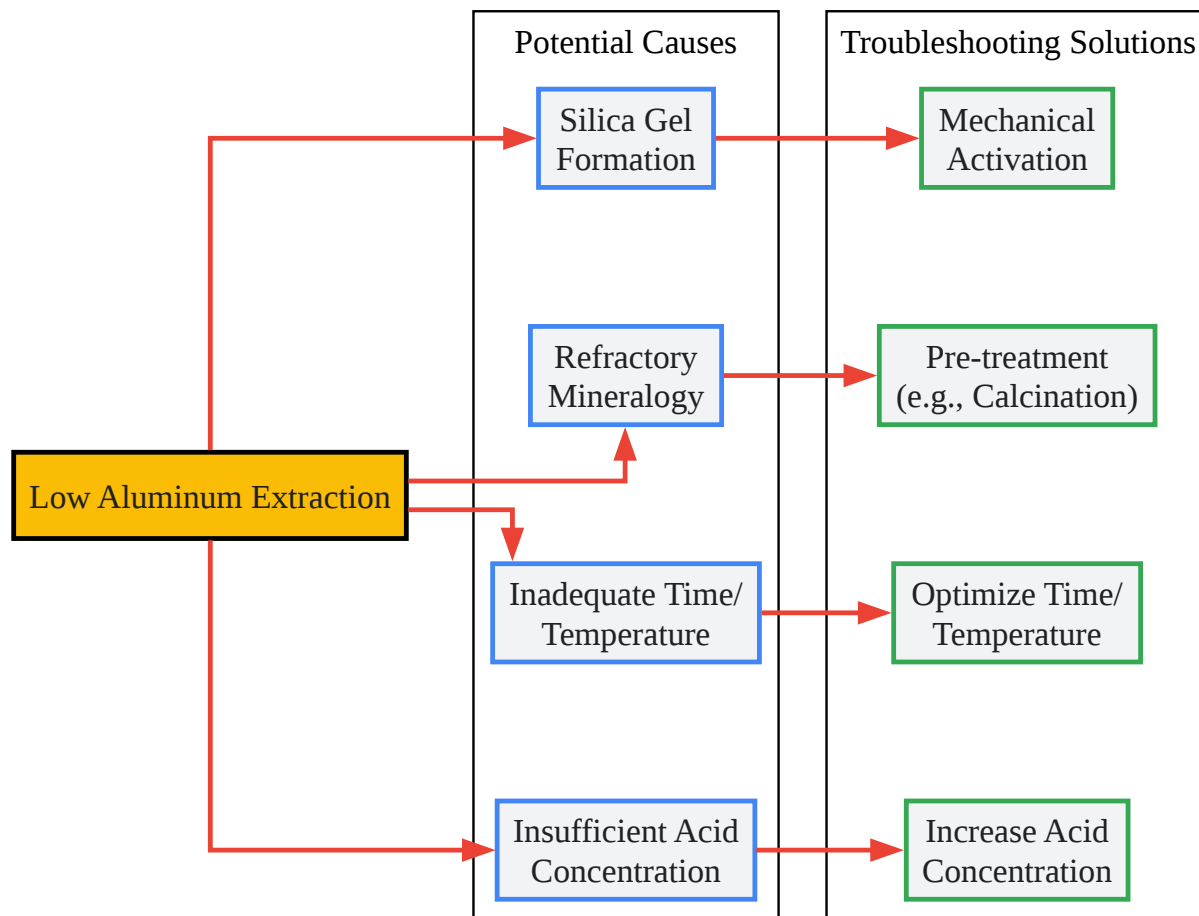 Potential Causes
Troubleshooting Solutions
Silica Gel
Formation
Mechanical
Activation
Refractory
Mineralogy
Pre-treatment
(e.g., Calcination)
Low Aluminum Extraction
Inadequate Time/
Temperature
Optimize Time/
Temperature
Insufficient Acid
Concentration
Increase Acid
Concentration